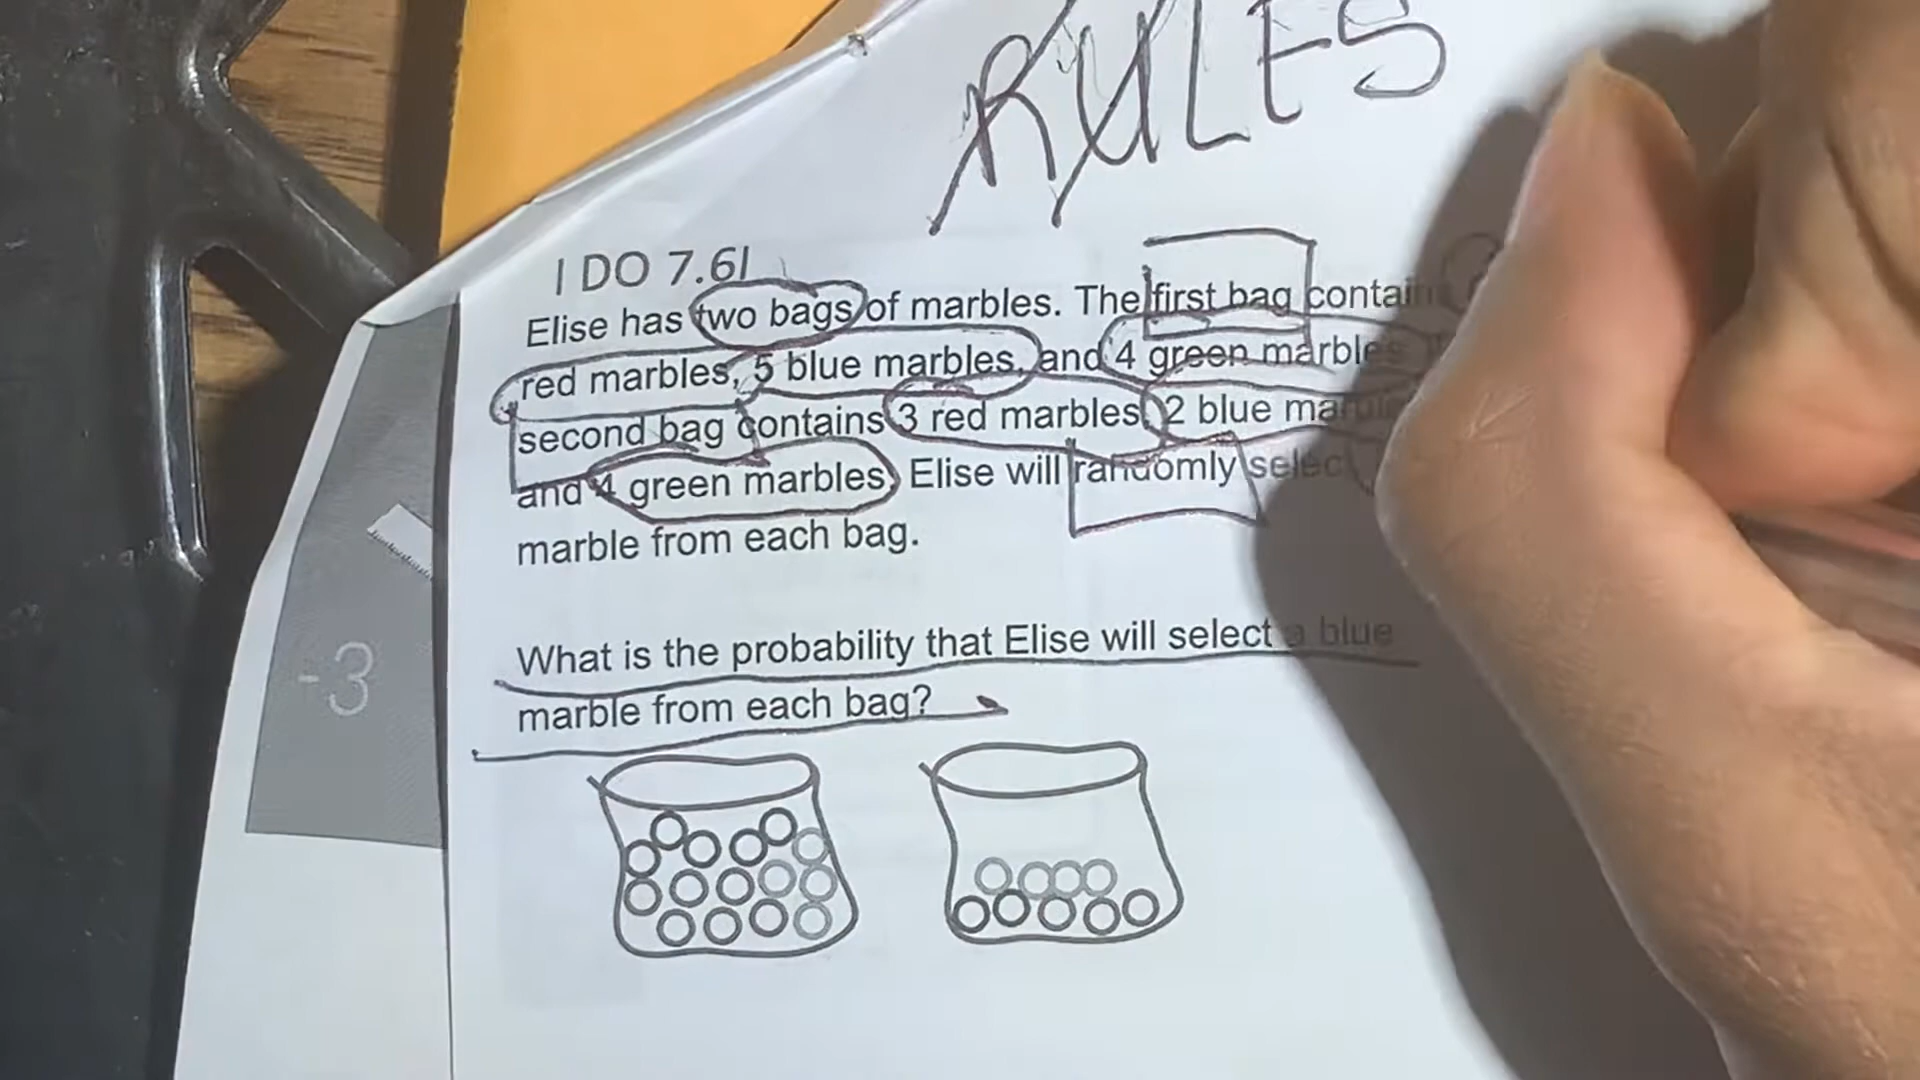 RULES
I DO 7.6I
Elise has two bags of marbles. The first bag contain
red marbles, 5 blue marbles, and 4 green marbles
second bag contains 3 red marbles, 2 blue
and 4 green marbles. Elise will randomly selec
marble from each bag.
What is the probability that Elise will select a blue
marble from each bag?
-3